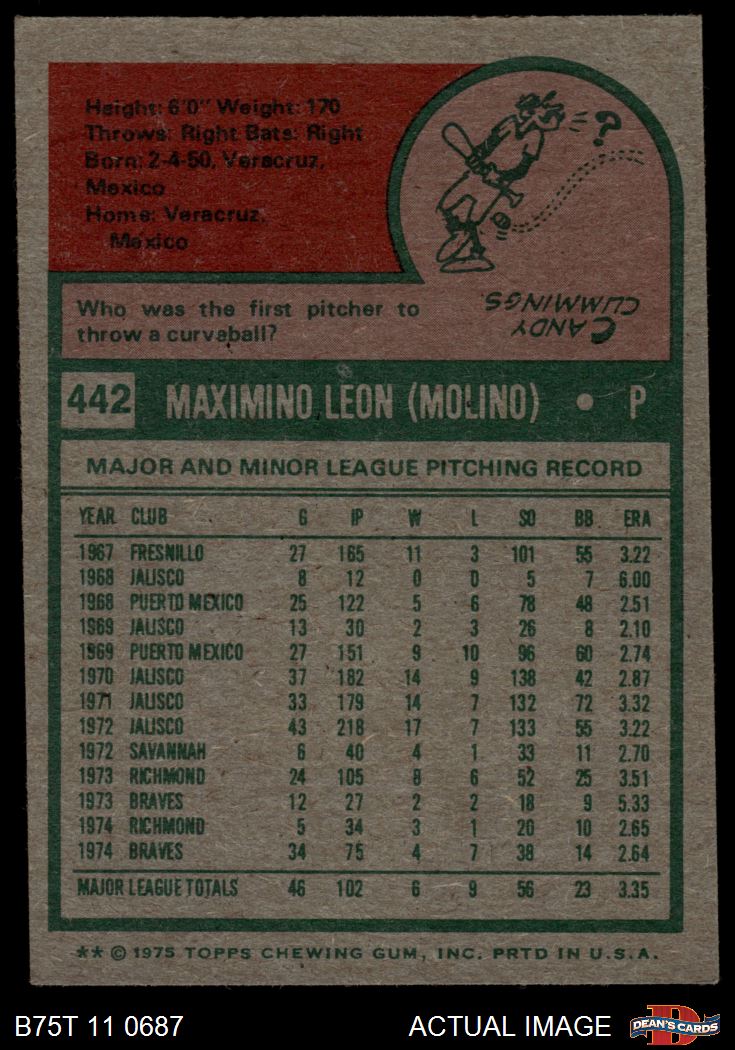 Height: 6'0" Weight: 170
Throws: Right Bats: Right
Born: 2-4-50, Veracruz,
Mexico
Home: Veracruz,
Mexico
?
CANDY
CUMMINGS.
Who was the first pitcher to
throw a curvaball?
442 MAXIMINO LEON (MOLINO) • P
MAJOR AND MINOR LEAGUE PITCHING RECORD
YEAR CLUB G IP W L SO BB ERA
1967 FRESNILLO 27 165 11 3 101 55 3.22
1968 JALISCO 8 12 0 0 5 7 6.00
1968 PUERTO MEXICO 25 122 5 6 78 48 2.51
1969 JALISCO 13 30 2 3 26 8 2.10
1969 PUERTO MEXICO 27 151 9 10 96 60 2.74
1970 JALISCO 37 182 14 9 138 42 2.87
1971 JALISCO 33 179 14 7 132 72 3.32
1972 JALISCO 43 218 17 7 133 55 3.22
1972 SAVANNAH 6 40 4 1 33 11 2.70
1973 RICHMOND 24 105 8 6 52 25 3.51
1973 BRAVES 12 27 2 2 18 9 5.33
1974 RICHMOND 5 34 3 1 20 10 2.65
1974 BRAVES 34 75 4 7 38 14 2.64
MAJOR LEAGUE TOTALS 46 102 6 9 56 23 3.35
** © 1975 TOPPS CHEWING GUM, INC. PRTD IN U.S.A.
B75T 11 0687 ACTUAL IMAGE D DEAN'S CARDS